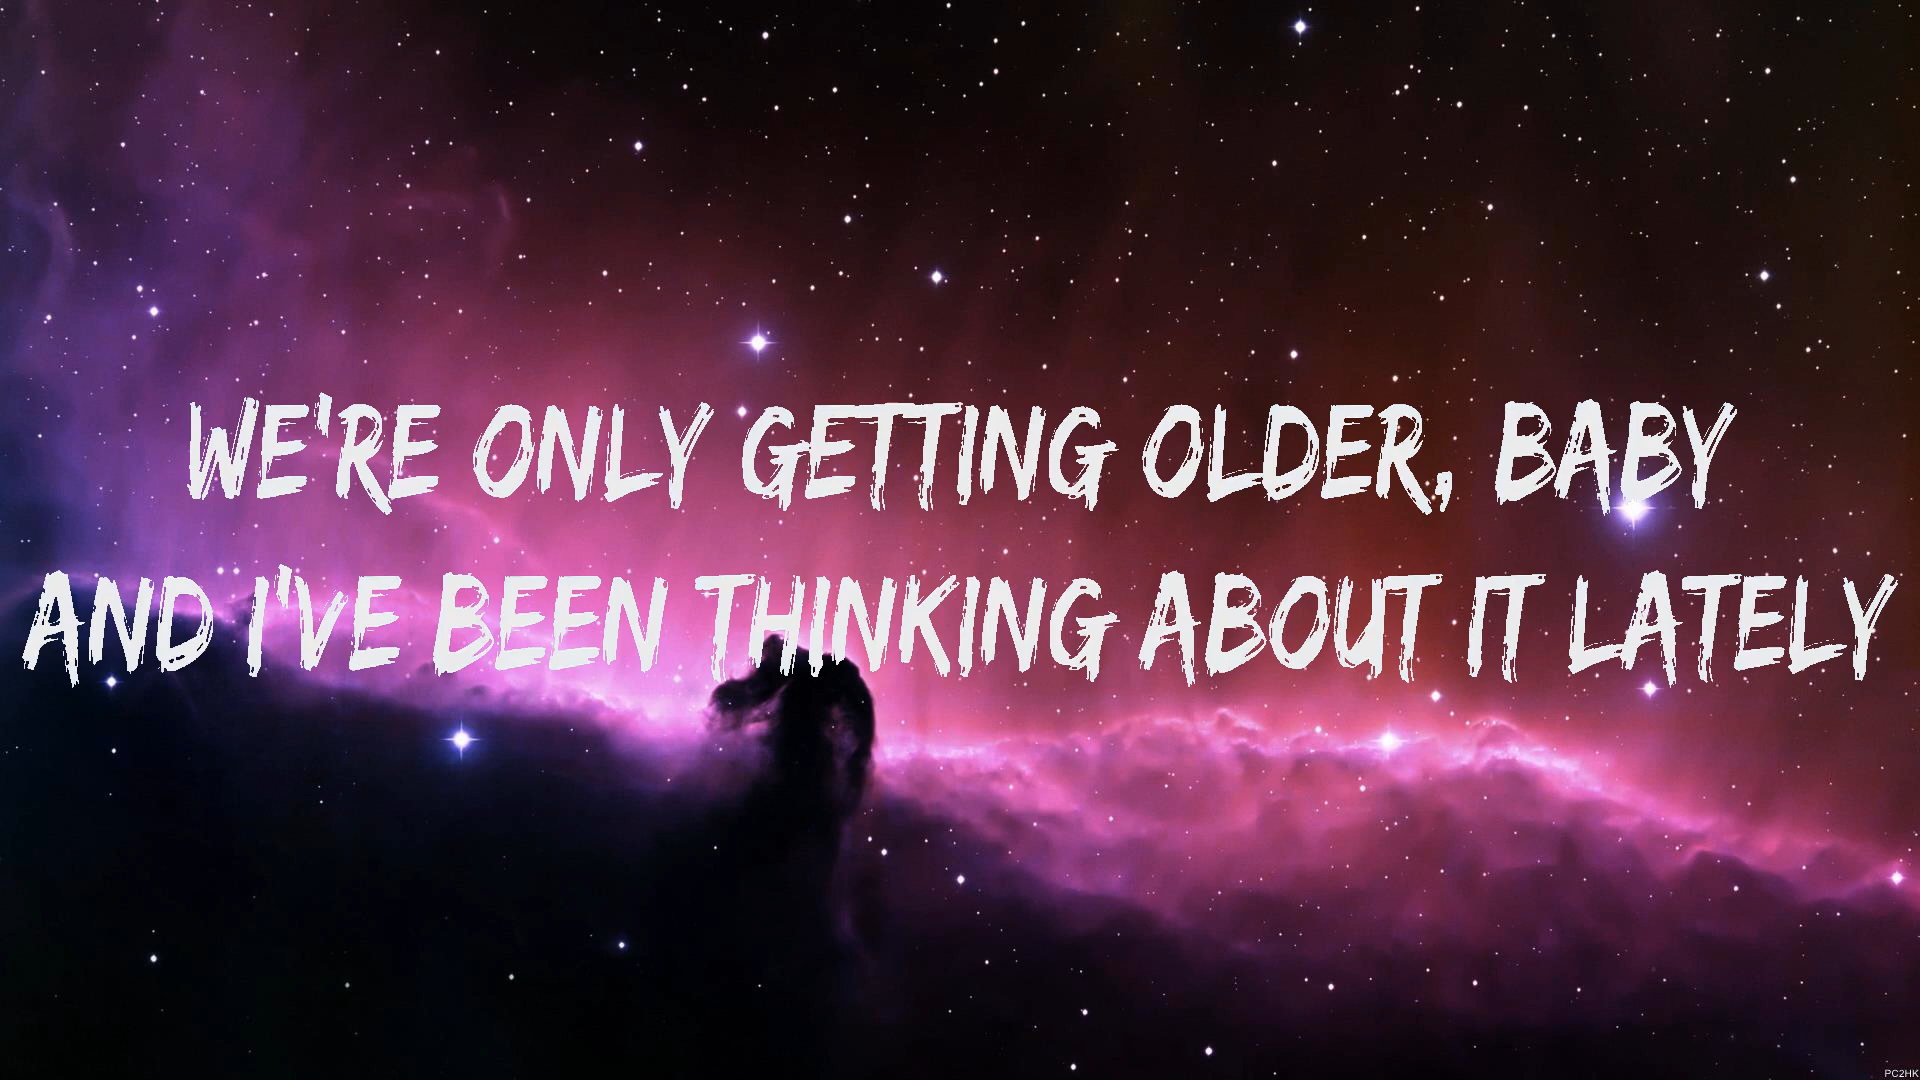 WE'RE ONLY GETTING OLDER, BABY
AND I'VE BEEN THINKING ABOUT IT LATELY
PC2HK